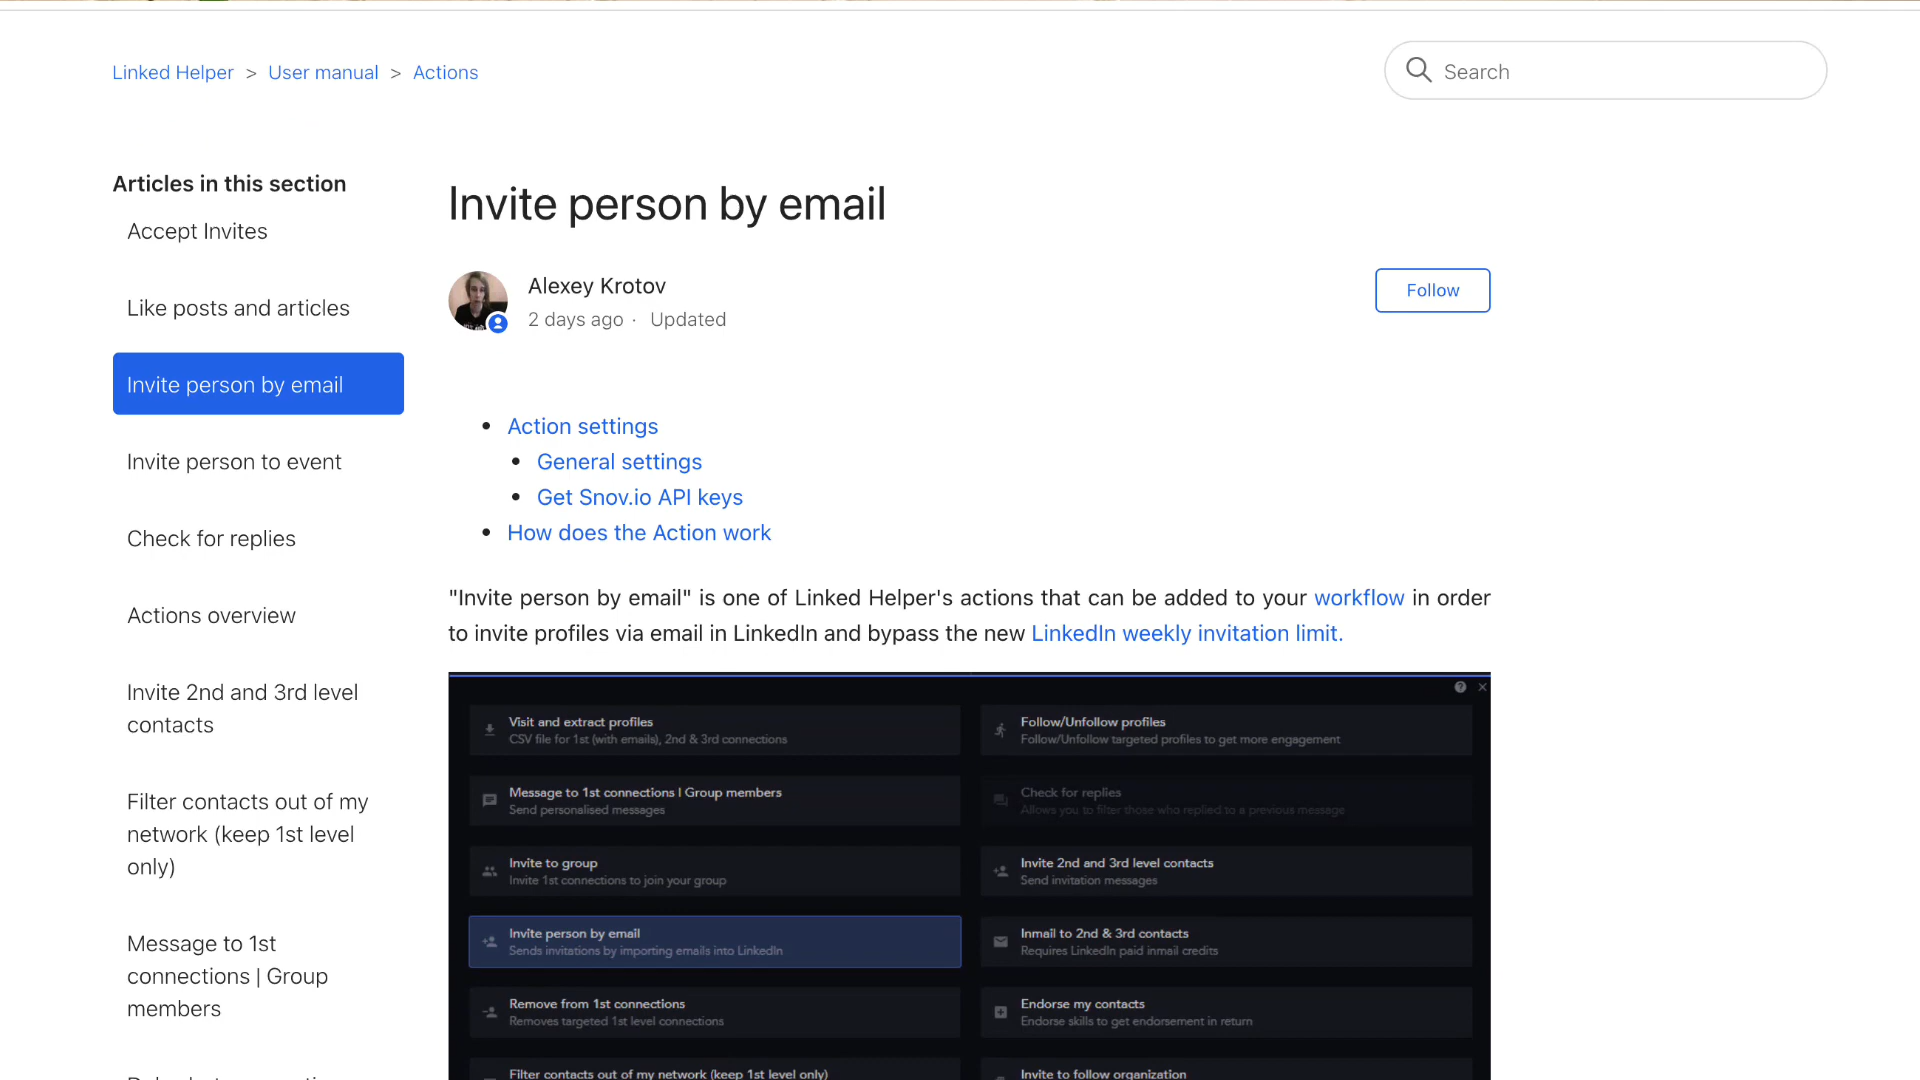 Linked Helper > User manual > Actions
Search
Articles in this section
Accept Invites
Like posts and articles
Invite person by email
Invite person to event
Check for replies
Actions overview
Invite 2nd and 3rd level
contacts
Filter contacts out of my
network (keep 1st level
only)
Message to 1st
connections | Group
members
Invite person by email
Alexey Krotov
2 days ago · Updated
Follow
Action settings
General settings
Get Snov.io API keys
How does the Action work
"Invite person by email" is one of Linked Helper's actions that can be added to your workflow in order
to invite profiles via email in LinkedIn and bypass the new LinkedIn weekly invitation limit.
Visit and extract profiles
CSV file for 1st (with emails), 2nd & 3rd connections
Follow/Unfollow profiles
Follow/Unfollow targeted profiles to get more engagement
Message to 1st connections | Group members
Send personalised messages
Check for replies
Allows you to filter those who replied to a previous message
Invite to group
Invite 1st connections to join your group
Invite 2nd and 3rd level contacts
Send invitation messages
Invite person by email
Sends invitations by importing emails into LinkedIn
Inmail to 2nd & 3rd contacts
Requires LinkedIn paid inmail credits
Remove from 1st connections
Removes targeted 1st level connections
Endorse my contacts
Endorse skills to get endorsement in return
Filter contacts out of my network (keep 1st level only)
Invite to follow organization